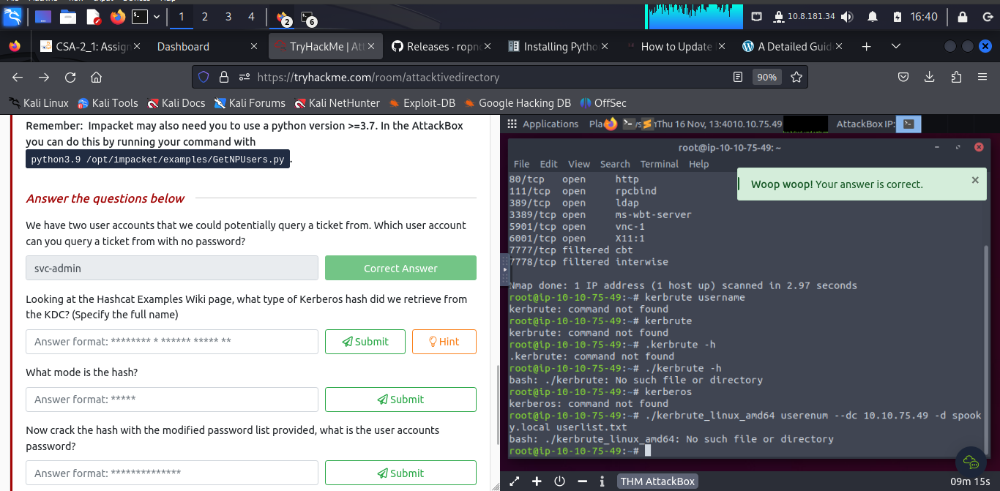 1 2 3 4 2 6 10.8.181.34 16:40
CSA-2_1: Assign Dashboard TryHackMe | Att Releases · ropno Installing Pytho How to Update A Detailed Guid
https://tryhackme.com/room/attacktivedirectory 90%
Kali Linux Kali Tools Kali Docs Kali Forums Kali NetHunter Exploit-DB Google Hacking DB OffSec
Remember: Impacket may also need you to use a python version >=3.7. In the AttackBox
you can do this by running your command with
python3.9 /opt/impacket/examples/GetNPUsers.py .
Answer the questions below
We have two user accounts that we could potentially query a ticket from. Which user account
can you query a ticket from with no password?
svc-admin Correct Answer
Looking at the Hashcat Examples Wiki page, what type of Kerberos hash did we retrieve from
the KDC? (Specify the full name)
Answer format: ******** * ****** ***** ** Submit Hint
What mode is the hash?
Answer format: ***** Submit
Now crack the hash with the modified password list provided, what is the user accounts
password?
Answer format: ************** Submit
Applications Pla Thu 16 Nov, 13:40 10.10.75.49 AttackBox IP:
root@ip-10-10-75-49: ~
File Edit View Search Terminal Help
Woop woop! Your answer is correct.
80/tcp open http
111/tcp open rpcbind
389/tcp open ldap
3389/tcp open ms-wbt-server
5901/tcp open vnc-1
6001/tcp open X11:1
7777/tcp filtered cbt
7778/tcp filtered interwise
Nmap done: 1 IP address (1 host up) scanned in 2.97 seconds
root@ip-10-10-75-49:~# kerbrute username
kerbrute: command not found
root@ip-10-10-75-49:~# kerbrute
kerbrute: command not found
root@ip-10-10-75-49:~# .kerbrute -h
.kerbrute: command not found
root@ip-10-10-75-49:~# ./kerbrute -h
bash: ./kerbrute: No such file or directory
root@ip-10-10-75-49:~# kerberos
kerberos: command not found
root@ip-10-10-75-49:~# ./kerbrute_linux_amd64 userenum --dc 10.10.75.49 -d spook
y.local userlist.txt
bash: ./kerbrute_linux_amd64: No such file or directory
root@ip-10-10-75-49:~#
THM AttackBox 09m 15s